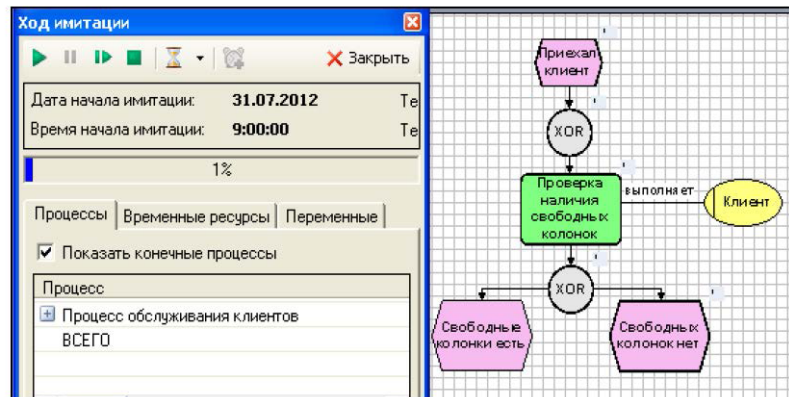 Ход имитации
Закрыть
Дата начала имитации: 31.07.2012 Те
Время начала имитации: 9:00:00 Те
1%
Процессы Временные ресурсы Переменные
Показать конечные процессы
Процесс
Процесс обслуживания клиентов
ВСЕГО
Приехал
клиент
XOR
Проверка
наличия
свободных
колонок
выполняет
Клиент
XOR
Свободные
колонки есть
Свободных
колонок нет